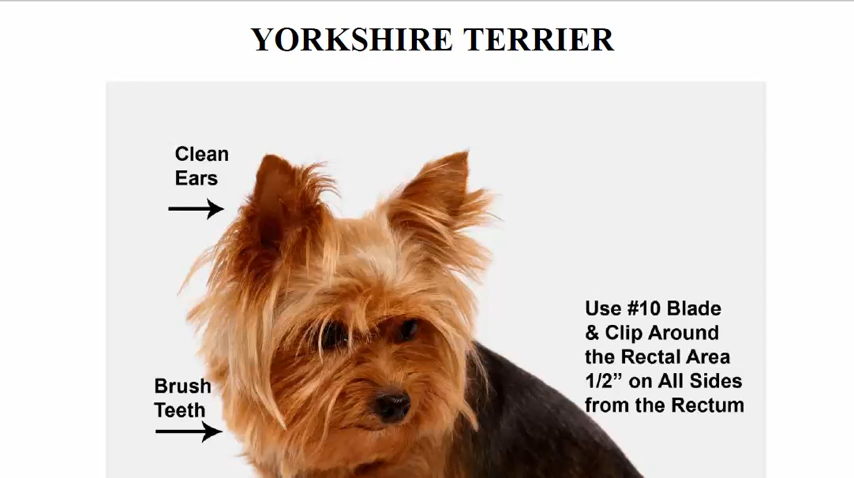 YORKSHIRE TERRIER
Clean
Ears
Use #10 Blade
& Clip Around
the Rectal Area
1/2” on All Sides
from the Rectum
Brush
Teeth